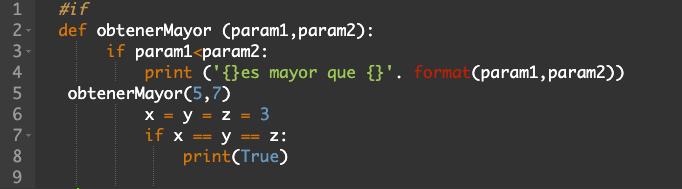 1 #if
2 def obtenerMayor (param1,param2):
3 if param1<param2:
4 print ('{}es mayor que {}'. format(param1,param2))
5 obtenerMayor(5,7)
6 x = y = z = 3
7 if x == y == z:
8 print(True)
9